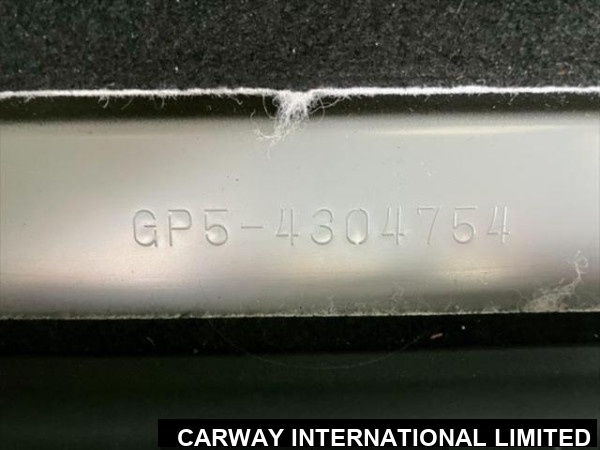 GP5-4304754
CARWAY INTERNATIONAL LIMITED